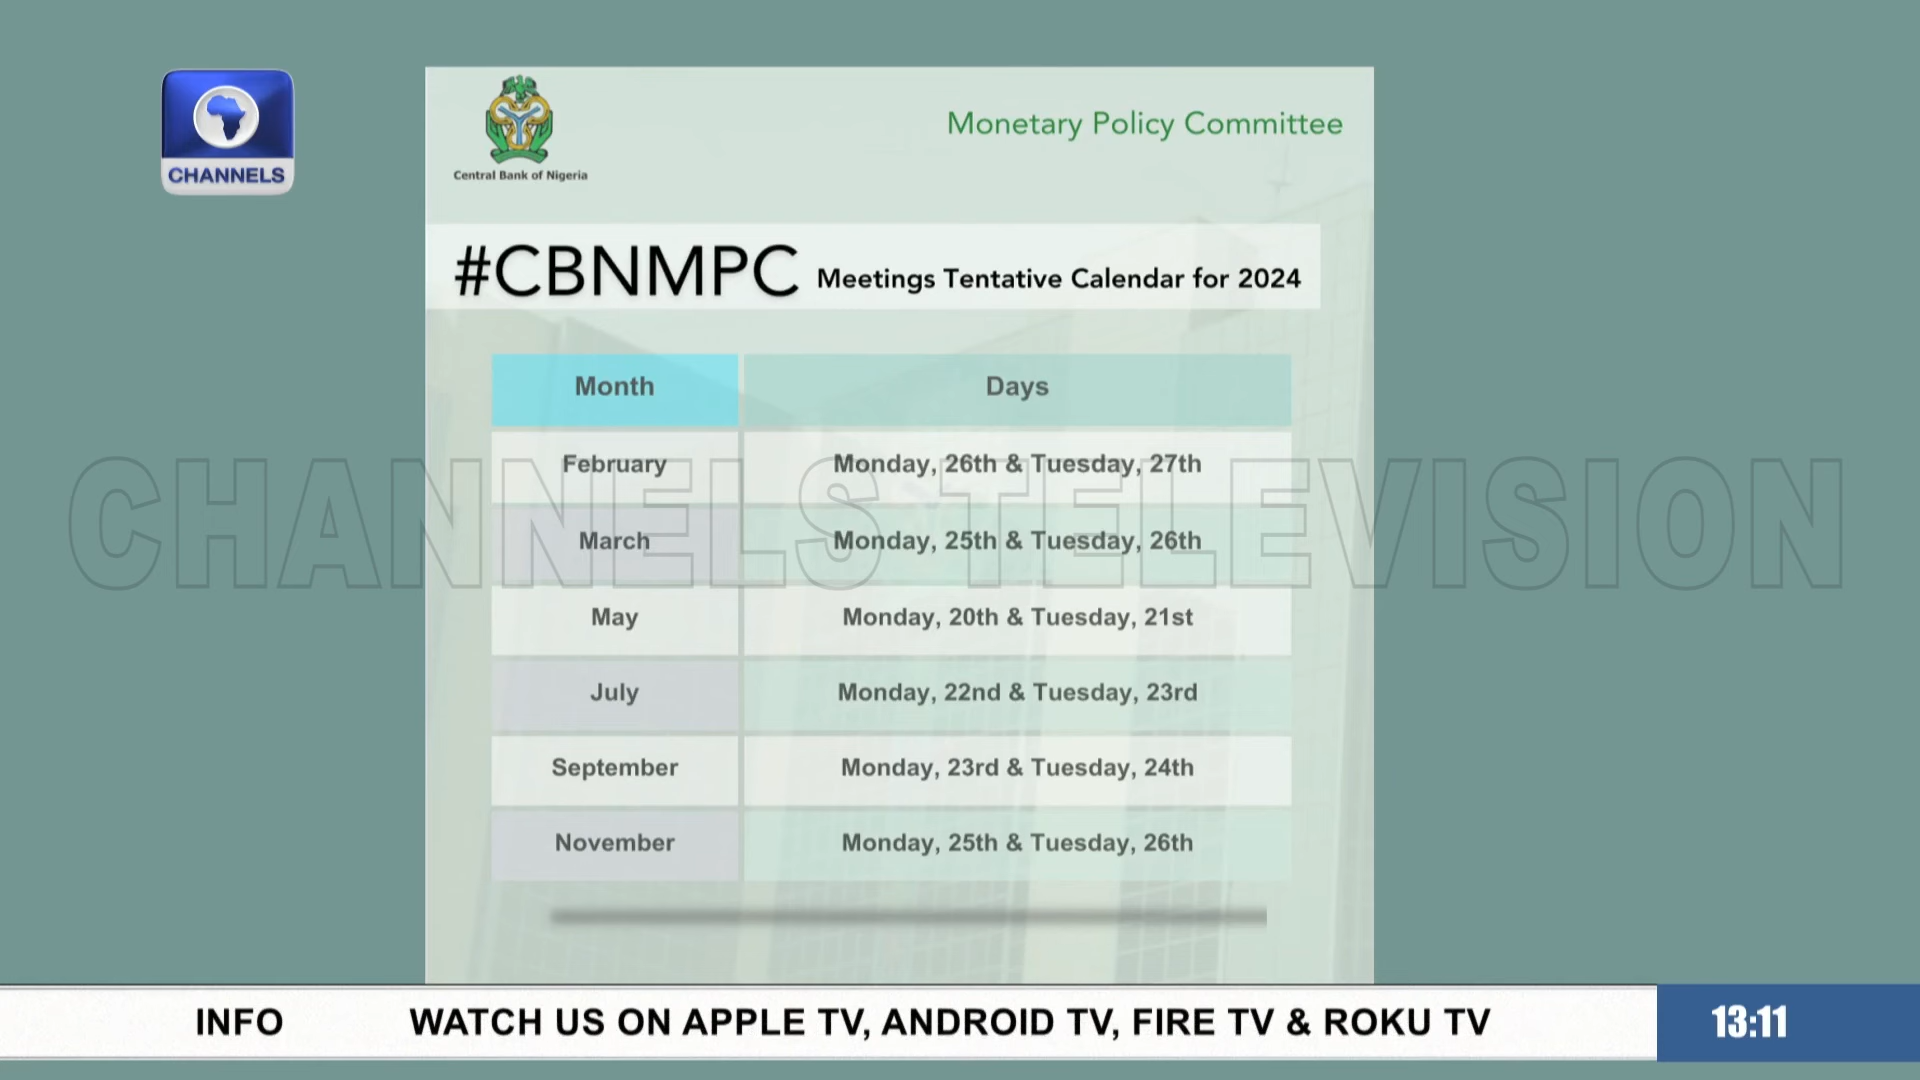 CHANNELS
Central Bank of Nigeria
Monetary Policy Committee
#CBNMPC Meetings Tentative Calendar for 2024
Month Days
February Monday, 26th & Tuesday, 27th
CHANNELS TELEVISION
March Monday, 25th & Tuesday, 26th
May Monday, 20th & Tuesday, 21st
July Monday, 22nd & Tuesday, 23rd
September Monday, 23rd & Tuesday, 24th
November Monday, 25th & Tuesday, 26th
INFO WATCH US ON APPLE TV, ANDROID TV, FIRE TV & ROKU TV 13:11